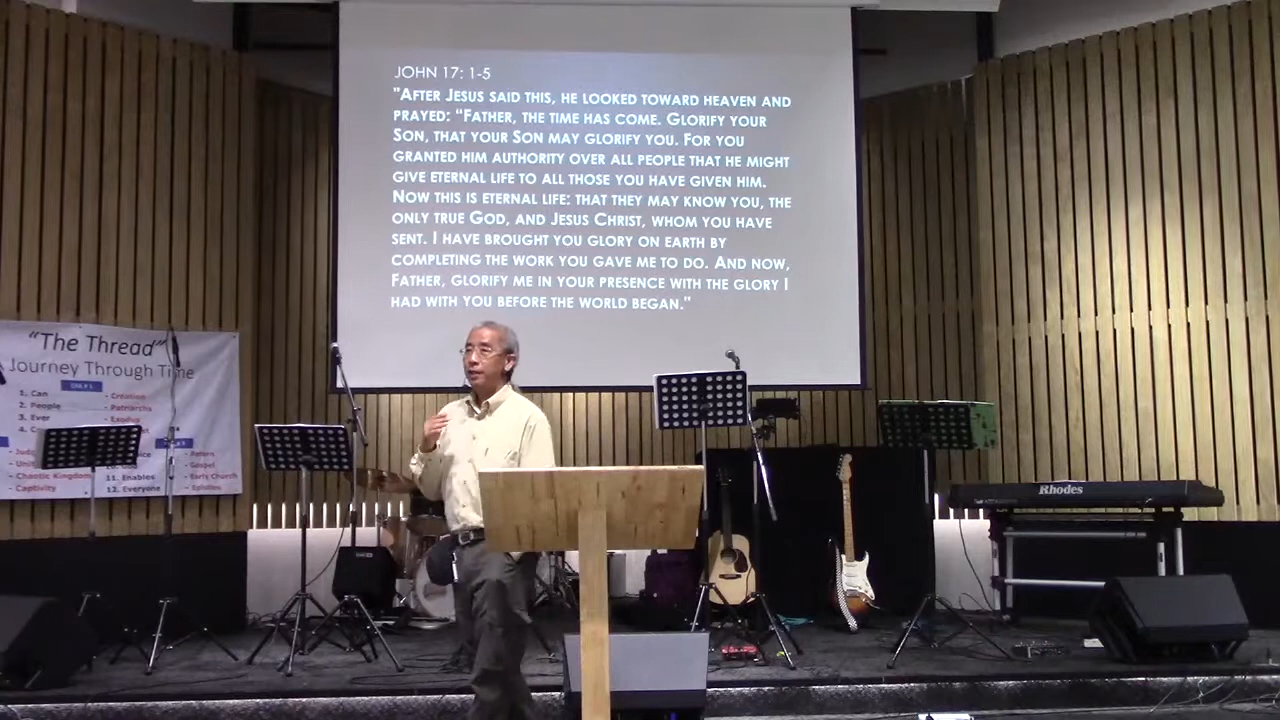 JOHN 17: 1-5
"AFTER JESUS SAID THIS, HE LOOKED TOWARD HEAVEN AND
PRAYED: "FATHER, THE TIME HAS COME. GLORIFY YOUR
SON, THAT YOUR SON MAY GLORIFY YOU. FOR YOU
GRANTED HIM AUTHORITY OVER ALL PEOPLE THAT HE MIGHT
GIVE ETERNAL LIFE TO ALL THOSE YOU HAVE GIVEN HIM.
NOW THIS IS ETERNAL LIFE: THAT THEY MAY KNOW YOU, THE
ONLY TRUE GOD, AND JESUS CHRIST, WHOM YOU HAVE
SENT. I HAVE BROUGHT YOU GLORY ON EARTH BY
COMPLETING THE WORK YOU GAVE ME TO DO. AND NOW,
FATHER, GLORIFY ME IN YOUR PRESENCE WITH THE GLORY I
HAD WITH YOU BEFORE THE WORLD BEGAN."
"The Thread"
Journey Through Time
1. Can - Creation
2. People - Patriarchs
3. Ever - Exodus
4.
- Gospel
- Chaotic Kingdom 11. Enables - Early Church
- Captivity 12. Everyone - Epistles
Rhodes